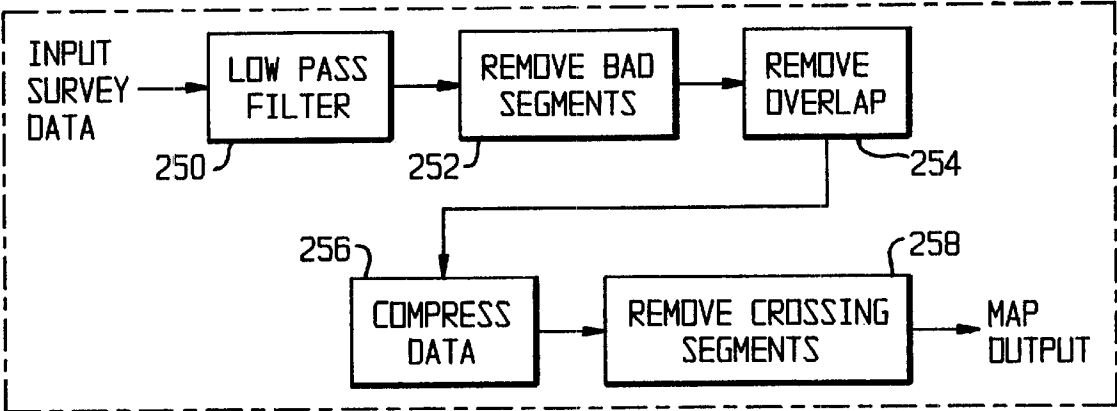 INPUT
SURVEY
DATA
LOW PASS
FILTER
250
REMOVE BAD
SEGMENTS
252
REMOVE
OVERLAP
254
256
COMPRESS
DATA
258
REMOVE CROSSING
SEGMENTS
MAP
OUTPUT